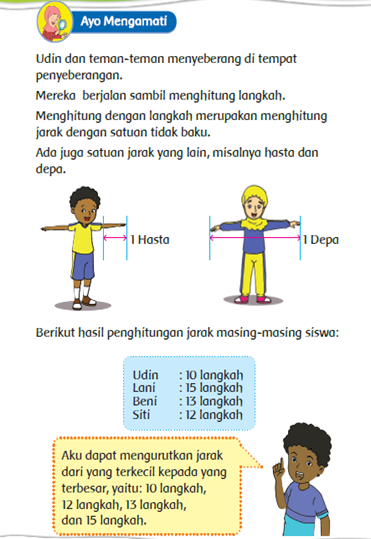 Ayo Mengamati
Udin dan teman-teman menyeberang di tempat
penyeberangan.
Mereka berjalan sambil menghitung langkah.
Menghitung dengan langkah merupakan menghitung
jarak dengan satuan tidak baku.
Ada juga satuan jarak yang lain, misalnya hasta dan
depa.
1 Hasta
1 Depa
Berikut hasil penghitungan jarak masing-masing siswa:
Udin : 10 langkah
Lani : 15 langkah
Beni : 13 langkah
Siti : 12 langkah
Aku dapat mengurutkan jarak
dari yang terkecil kepada yang
terbesar, yaitu: 10 langkah,
12 langkah, 13 langkah,
dan 15 langkah.